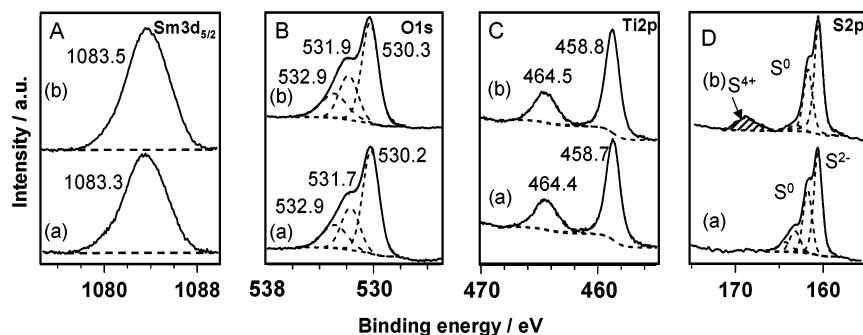 A
Sm3d5/2
1083.5
(b)
1083.3
(a)
1080 1088
B
O1s
531.9
530.3
532.9
(b)
530.2
531.7
532.9
(a)
538 530
C
Ti2p
458.8
464.5
(b)
458.7
464.4
(a)
470 460
D
S2p
S0
(b) S4+
S2-
S0
(a)
170 160
Intensity / a.u.
Binding energy / eV